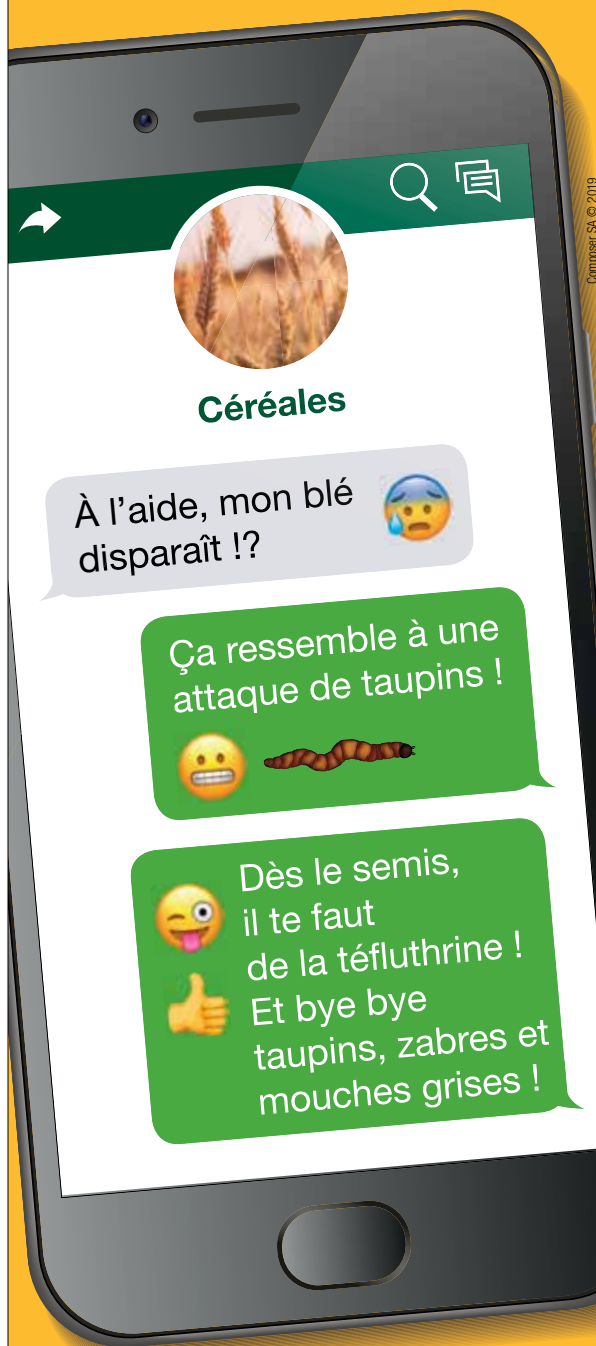 Composer SA © 2019
Céréales
À l’aide, mon blé
disparaît !?
Ça ressemble à une
attaque de taupins !
Dès le semis,
il te faut
de la téfluthrine !
Et bye bye
taupins, zabres et
mouches grises !